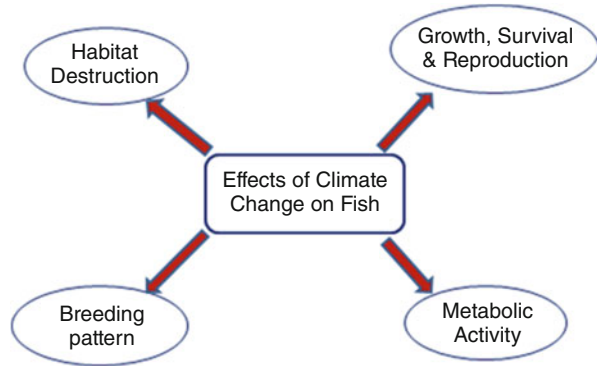 Habitat
Destruction
Growth, Survival
& Reproduction
Effects of Climate
Change on Fish
Breeding
pattern
Metabolic
Activity